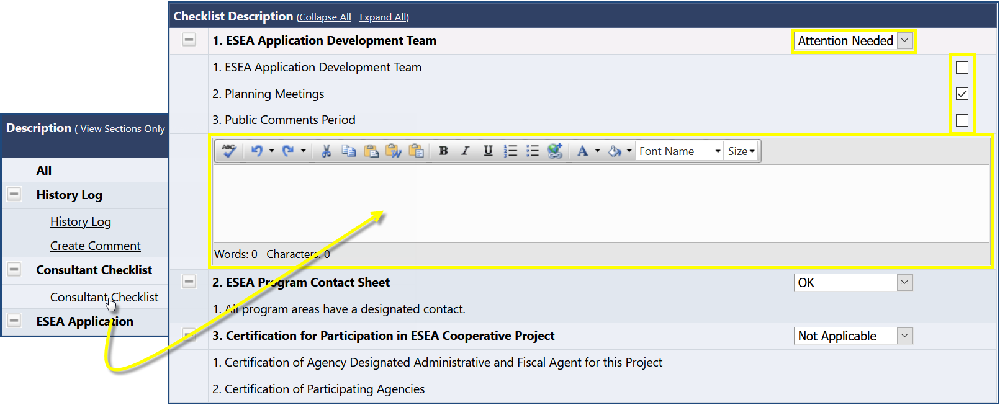 Description ( View Sections Only
All
History Log
History Log
Create Comment
Consultant Checklist
Consultant Checklist
ESEA Application
Checklist Description (Collapse All Expand All)
1. ESEA Application Development Team Attention Needed
1. ESEA Application Development Team
2. Planning Meetings
3. Public Comments Period
ABC B I U A Font Name Size
Words: 0 Characters: 0
2. ESEA Program Contact Sheet OK
1. All program areas have a designated contact.
3. Certification for Participation in ESEA Cooperative Project Not Applicable
1. Certification of Agency Designated Administrative and Fiscal Agent for this Project
2. Certification of Participating Agencies